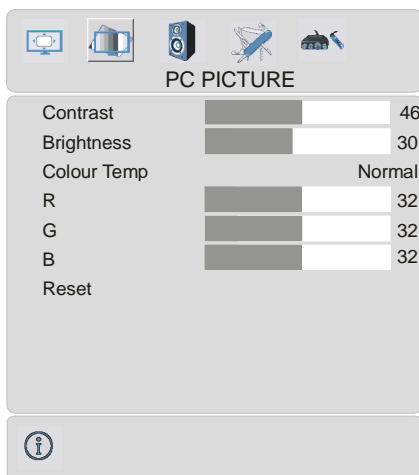 PC PICTURE
Contrast 46
Brightness 30
Colour Temp Normal
R 32
G 32
B 32
Reset